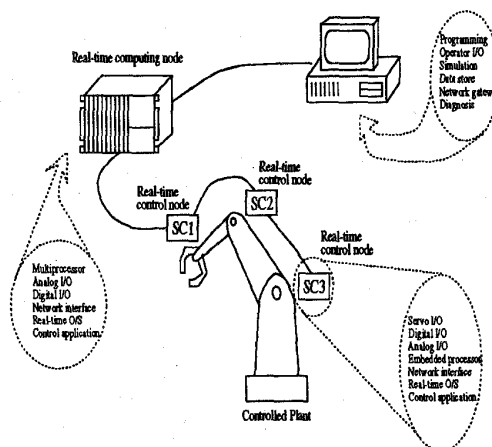 Programming
Operator I/O
Simulation
Data store
Network gateway
Diagnosis
Real-time computing node
Real-time
control node
SC1
Real-time
control node
SC2
Real-time
control node
SC3
Multiprocessor
Analog I/O
Digital I/O
Network interface
Real-time O/S
Control application
Servo I/O
Digital I/O
Analog I/O
Embedded processor
Network interface
Real-time O/S
Control application
Controlled Plant